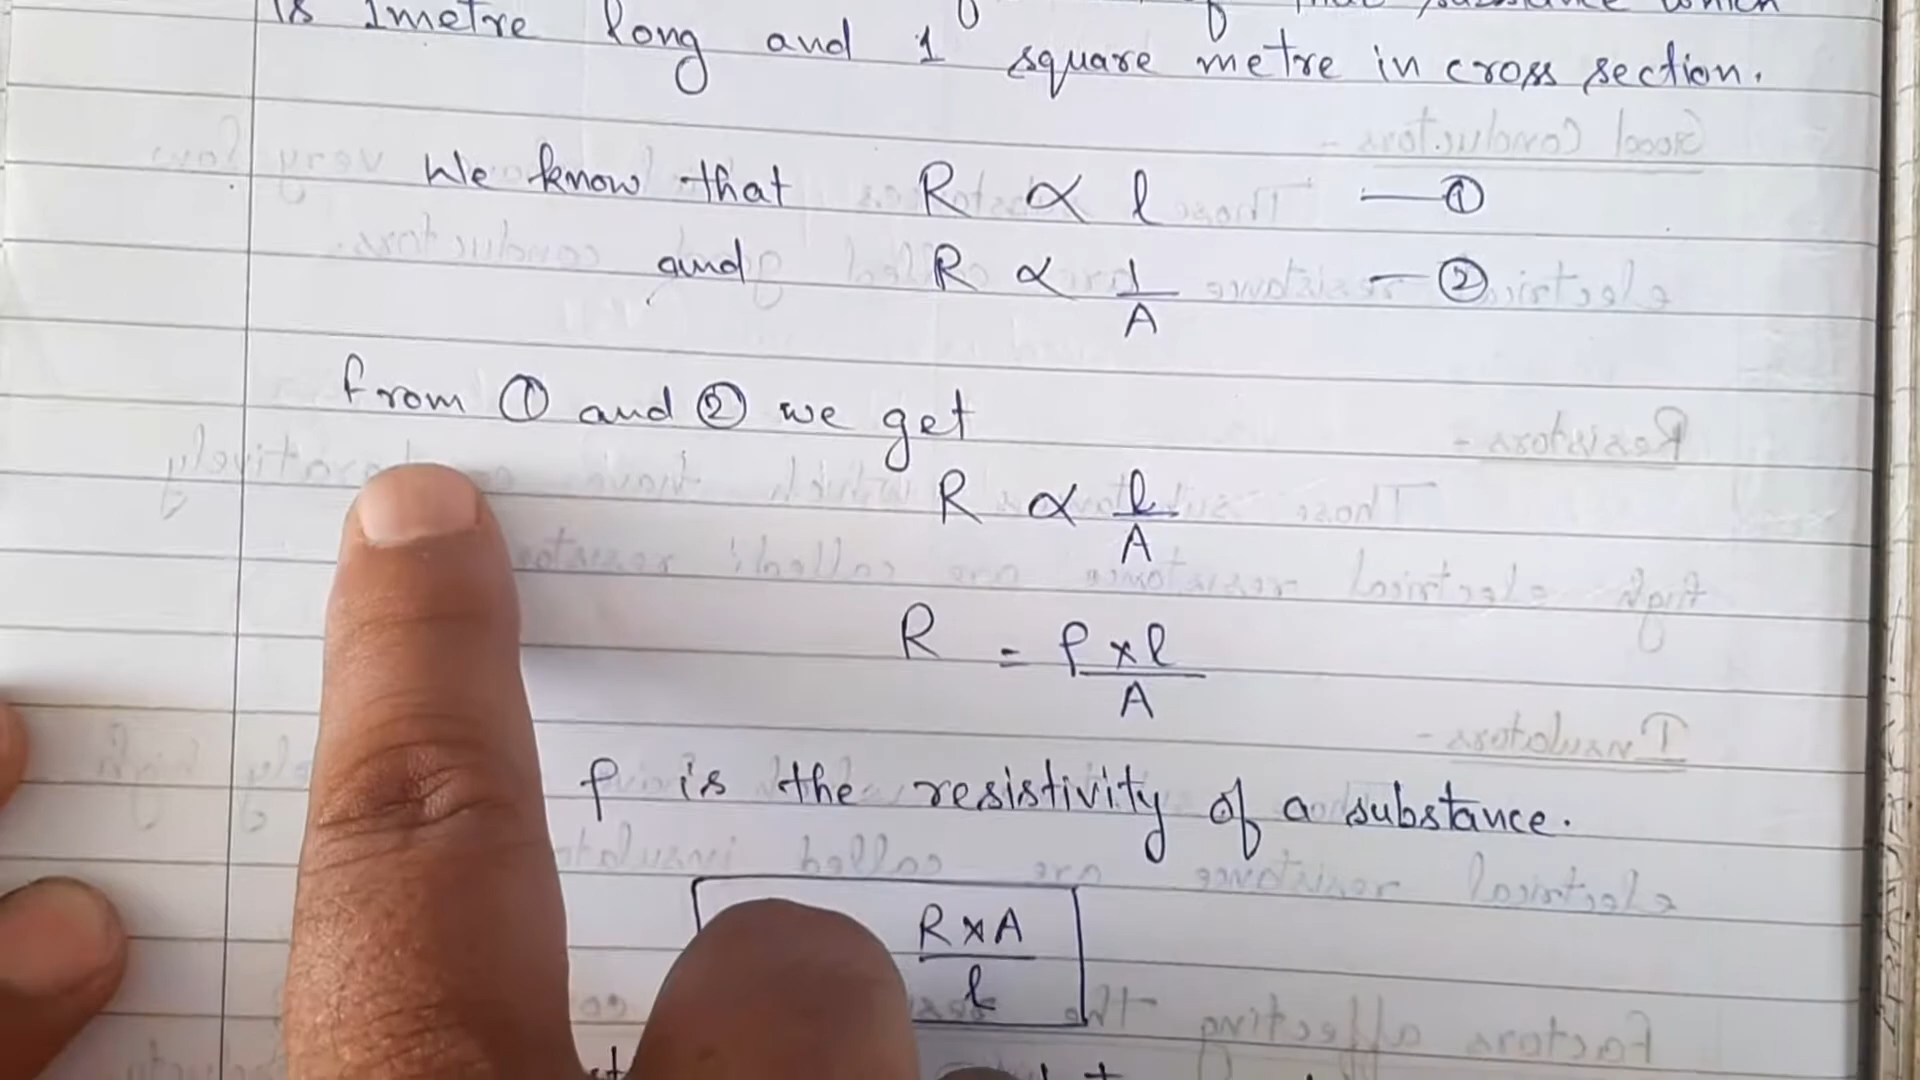 is 1metre long and 1 square metre in cross section.
We know that R ∝ l — ①
and R ∝ 1/A — ②
from ① and ② we get
R ∝ l/A
R = ρ×l/A
ρ is the resistivity of a substance.
R×A/l